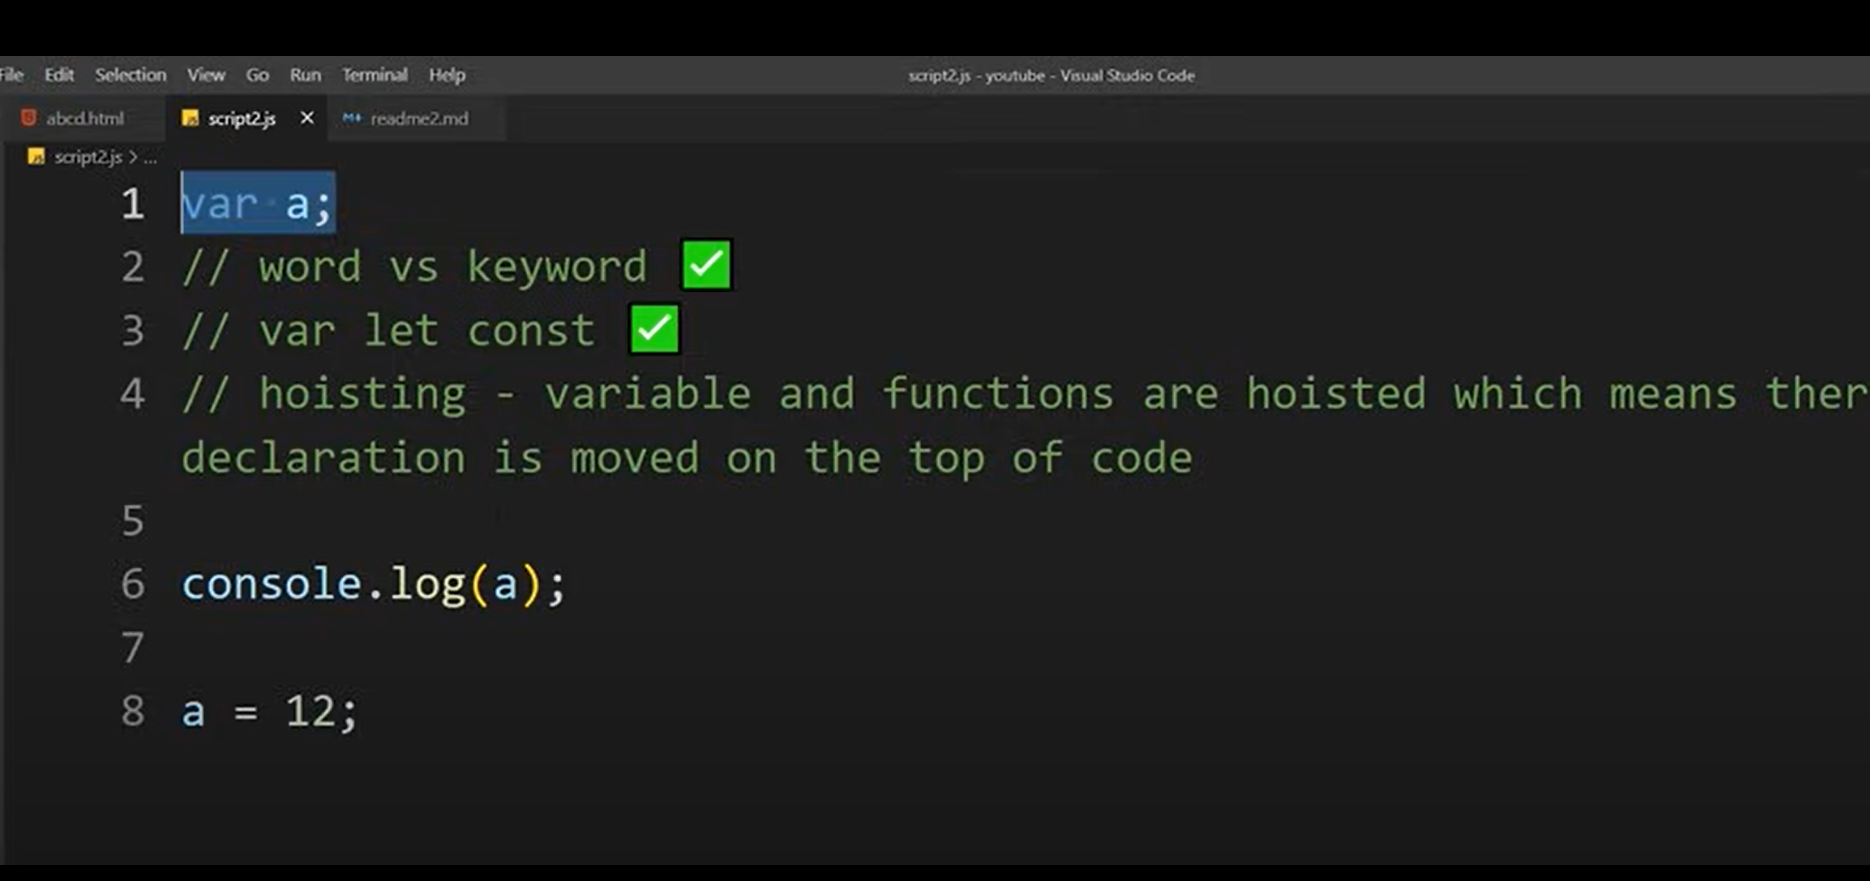 File Edit Selection View Go Run Terminal Help script2.js - youtube - Visual Studio Code
abcd.html script2.js × readme2.md
script2.js > ...
1 var a;
2 // word vs keyword ✅
3 // var let const ✅
4 // hoisting - variable and functions are hoisted which means ther
declaration is moved on the top of code
5
6 console.log(a);
7
8 a = 12;